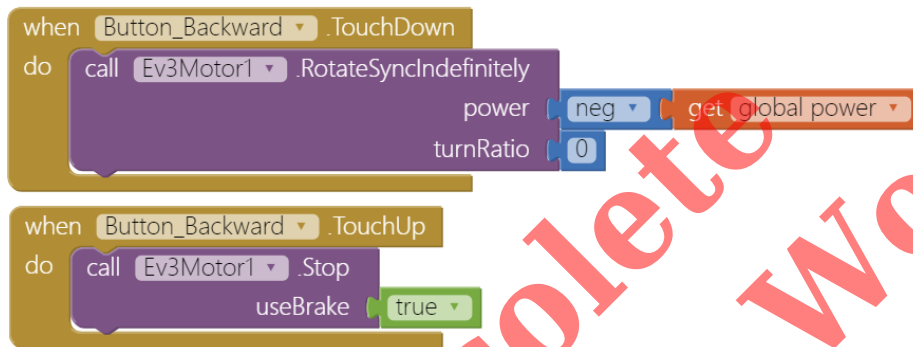 when Button_Backward .TouchDown
do call Ev3Motor1 .RotateSyncIndefinitely
power neg get global power
turnRatio 0
when Button_Backward .TouchUp
do call Ev3Motor1 .Stop
useBrake true